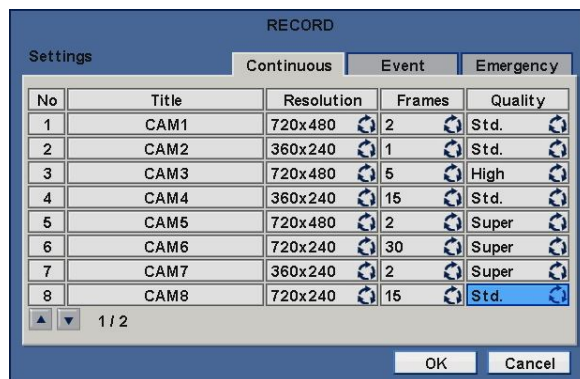 RECORD
Settings
Continuous Event Emergency
No Title Resolution Frames Quality
1 CAM1 720x480 2 Std.
2 CAM2 360x240 1 Std.
3 CAM3 720x480 5 High
4 CAM4 360x240 15 Std.
5 CAM5 720x480 2 Super
6 CAM6 720x240 30 Super
7 CAM7 360x240 2 Super
8 CAM8 720x240 15 Std.
1 / 2
OK Cancel